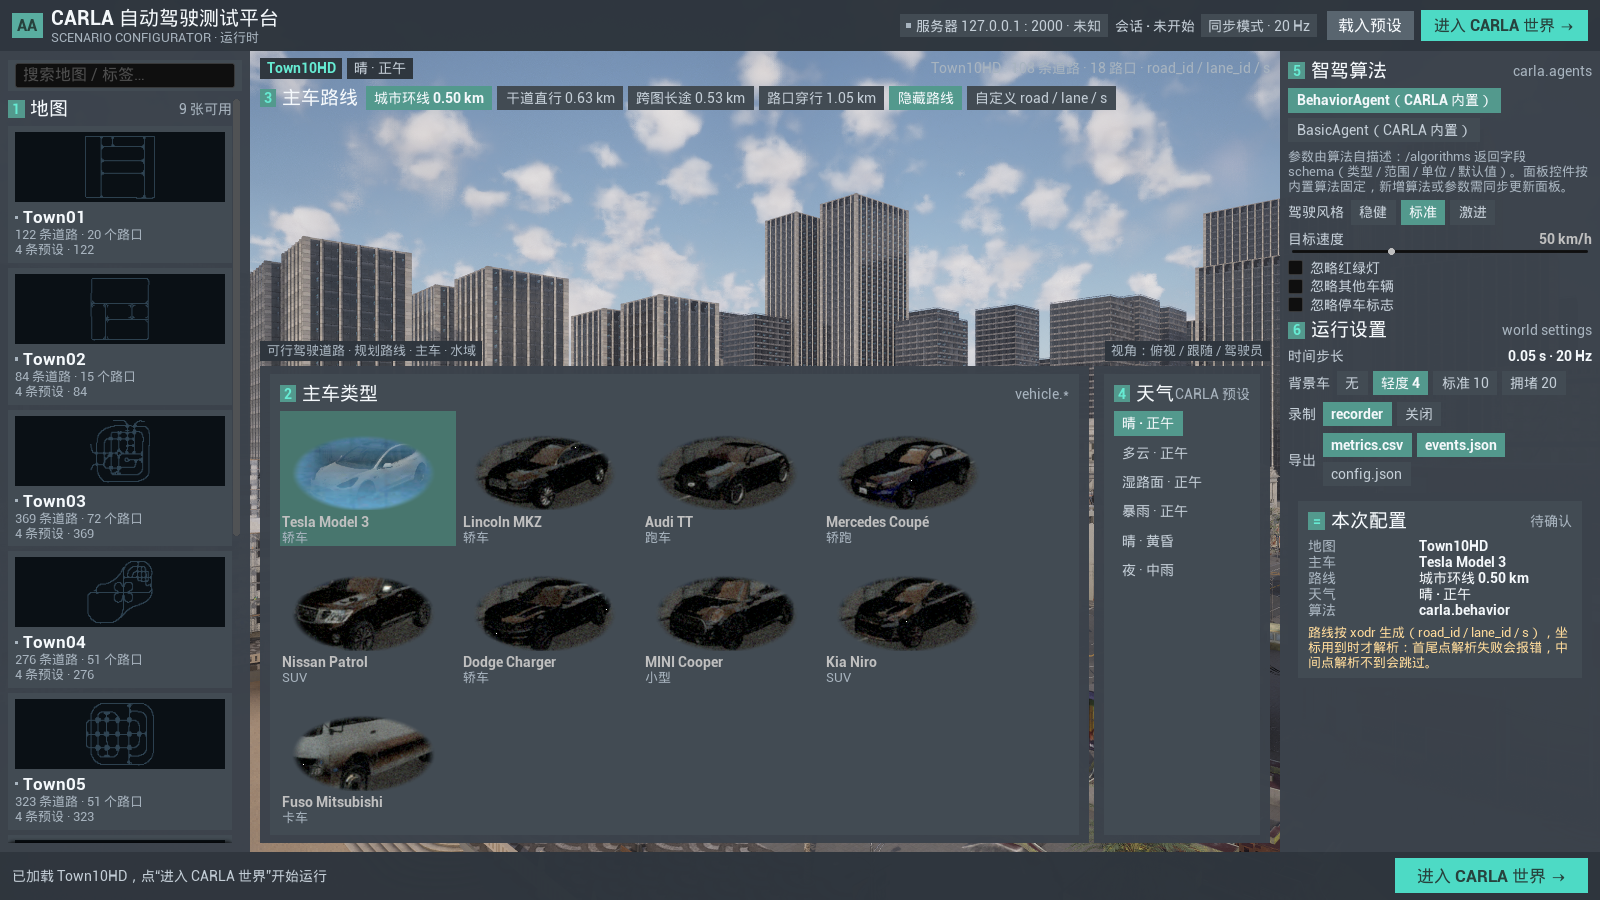 AA
CARLA 自动驾驶测试平台
SCENARIO CONFIGURATOR · 运行时
服务器 127.0.0.1 : 2000 · 未知
会话 · 未开始
同步模式 · 20 Hz
载入预设
进入 CARLA 世界 →
搜索地图 / 标签...
1 地图
9 张可用
Town01
122 条道路 · 20 个路口
4 条预设 · 122
Town02
84 条道路 · 15 个路口
4 条预设 · 84
Town03
369 条道路 · 72 个路口
4 条预设 · 369
Town04
276 条道路 · 51 个路口
4 条预设 · 276
Town05
323 条道路 · 51 个路口
4 条预设 · 323
Town10HD
晴 · 正午
Town10HD 条道路 · 18 路口 · road_id / lane_id / s
3 主车路线
城市环线 0.50 km
干道直行 0.63 km
跨图长途 0.53 km
路口穿行 1.05 km
隐藏路线
自定义 road / lane / s
可行驾驶道路 · 规划路线 · 主车 · 水域
视角：俯视 / 跟随 / 驾驶员
2 主车类型
vehicle.*
Tesla Model 3
轿车
Lincoln MKZ
轿车
Audi TT
跑车
Mercedes Coupé
轿跑
Nissan Patrol
SUV
Dodge Charger
轿车
MINI Cooper
小型
Kia Niro
SUV
Fuso Mitsubishi
卡车
4 天气
CARLA 预设
晴 · 正午
多云 · 正午
湿路面 · 正午
暴雨 · 正午
晴 · 黄昏
夜 · 中雨
5 智驾算法
carla.agents
BehaviorAgent（CARLA 内置）
BasicAgent（CARLA 内置）
参数由算法自描述：/algorithms 返回字段
schema（类型 / 范围 / 单位 / 默认值）。面板控件按
内置算法固定，新增算法或参数需同步更新面板。
驾驶风格
稳健
标准
激进
目标速度
50 km/h
忽略红绿灯
忽略其他车辆
忽略停车标志
6 运行设置
world settings
时间步长
0.05 s · 20 Hz
背景车
无
轻度 4
标准 10
拥堵 20
录制
recorder
关闭
导出
metrics.csv
events.json
config.json
= 本次配置
待确认
地图 Town10HD
主车 Tesla Model 3
路线 城市环线 0.50 km
天气 晴 · 正午
算法 carla.behavior
路线按 xodr 生成（road_id / lane_id / s），坐
标用到时才解析：首尾点解析失败会报错，中
间点解析不到会跳过。
已加载 Town10HD，点“进入 CARLA 世界”开始运行
进入 CARLA 世界 →